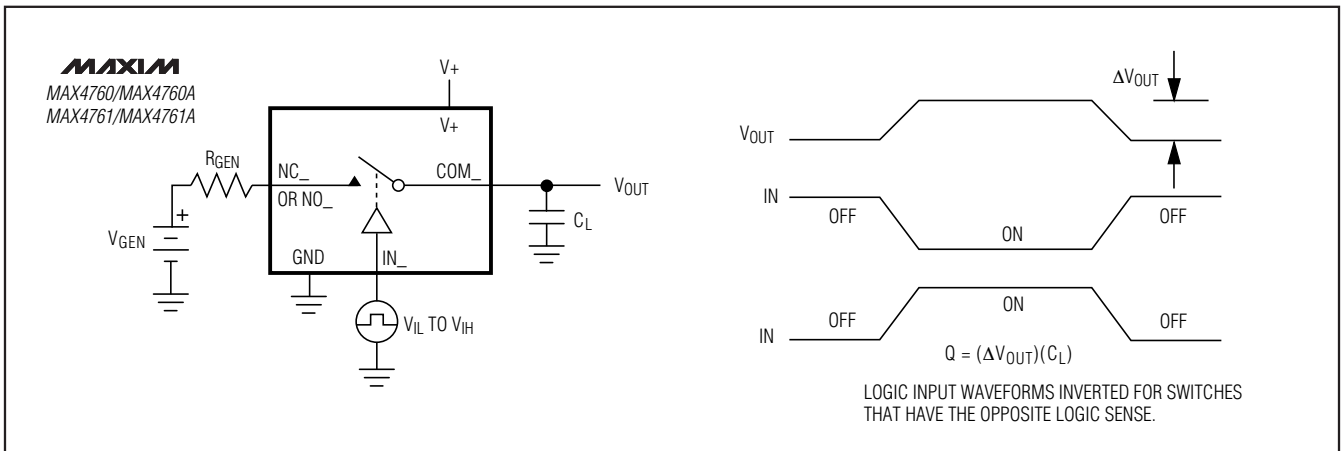 MAXIM
MAX4760/MAX4760A
MAX4761/MAX4761A
V+
V+
RGEN
NC_
OR NO_
COM_
VOUT
CL
+
VGEN
GND
IN_
VIL TO VIH
ΔVOUT
VOUT
IN
OFF
ON
OFF
IN
OFF
ON
OFF
Q = (ΔVOUT)(CL)
LOGIC INPUT WAVEFORMS INVERTED FOR SWITCHES
THAT HAVE THE OPPOSITE LOGIC SENSE.